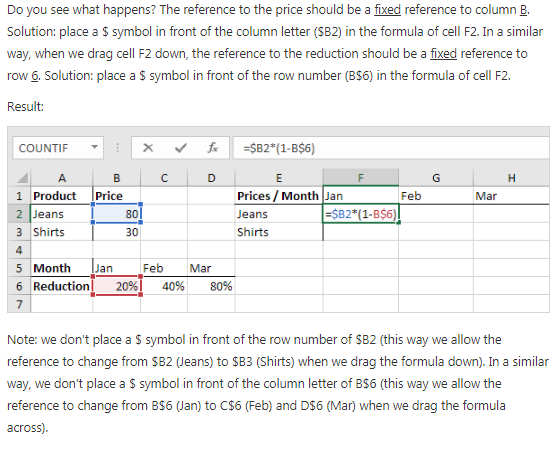 Do you see what happens? The reference to the price should be a fixed reference to column B.
Solution: place a $ symbol in front of the column letter ($B2) in the formula of cell F2. In a similar
way, when we drag cell F2 down, the reference to the reduction should be a fixed reference to
row 6. Solution: place a $ symbol in front of the row number (B$6) in the formula of cell F2.
Result:
COUNTIF fx =$B2*(1-B$6)
A B C D E F G H
1 Product Price Prices / Month Jan Feb Mar
2 Jeans 80 Jeans =$B2*(1-B$6)
3 Shirts 30 Shirts
4
5 Month Jan Feb Mar
6 Reduction 20% 40% 80%
7
Note: we don't place a $ symbol in front of the row number of $B2 (this way we allow the
reference to change from $B2 (Jeans) to $B3 (Shirts) when we drag the formula down). In a similar
way, we don't place a $ symbol in front of the column letter of B$6 (this way we allow the
reference to change from B$6 (Jan) to C$6 (Feb) and D$6 (Mar) when we drag the formula
across).